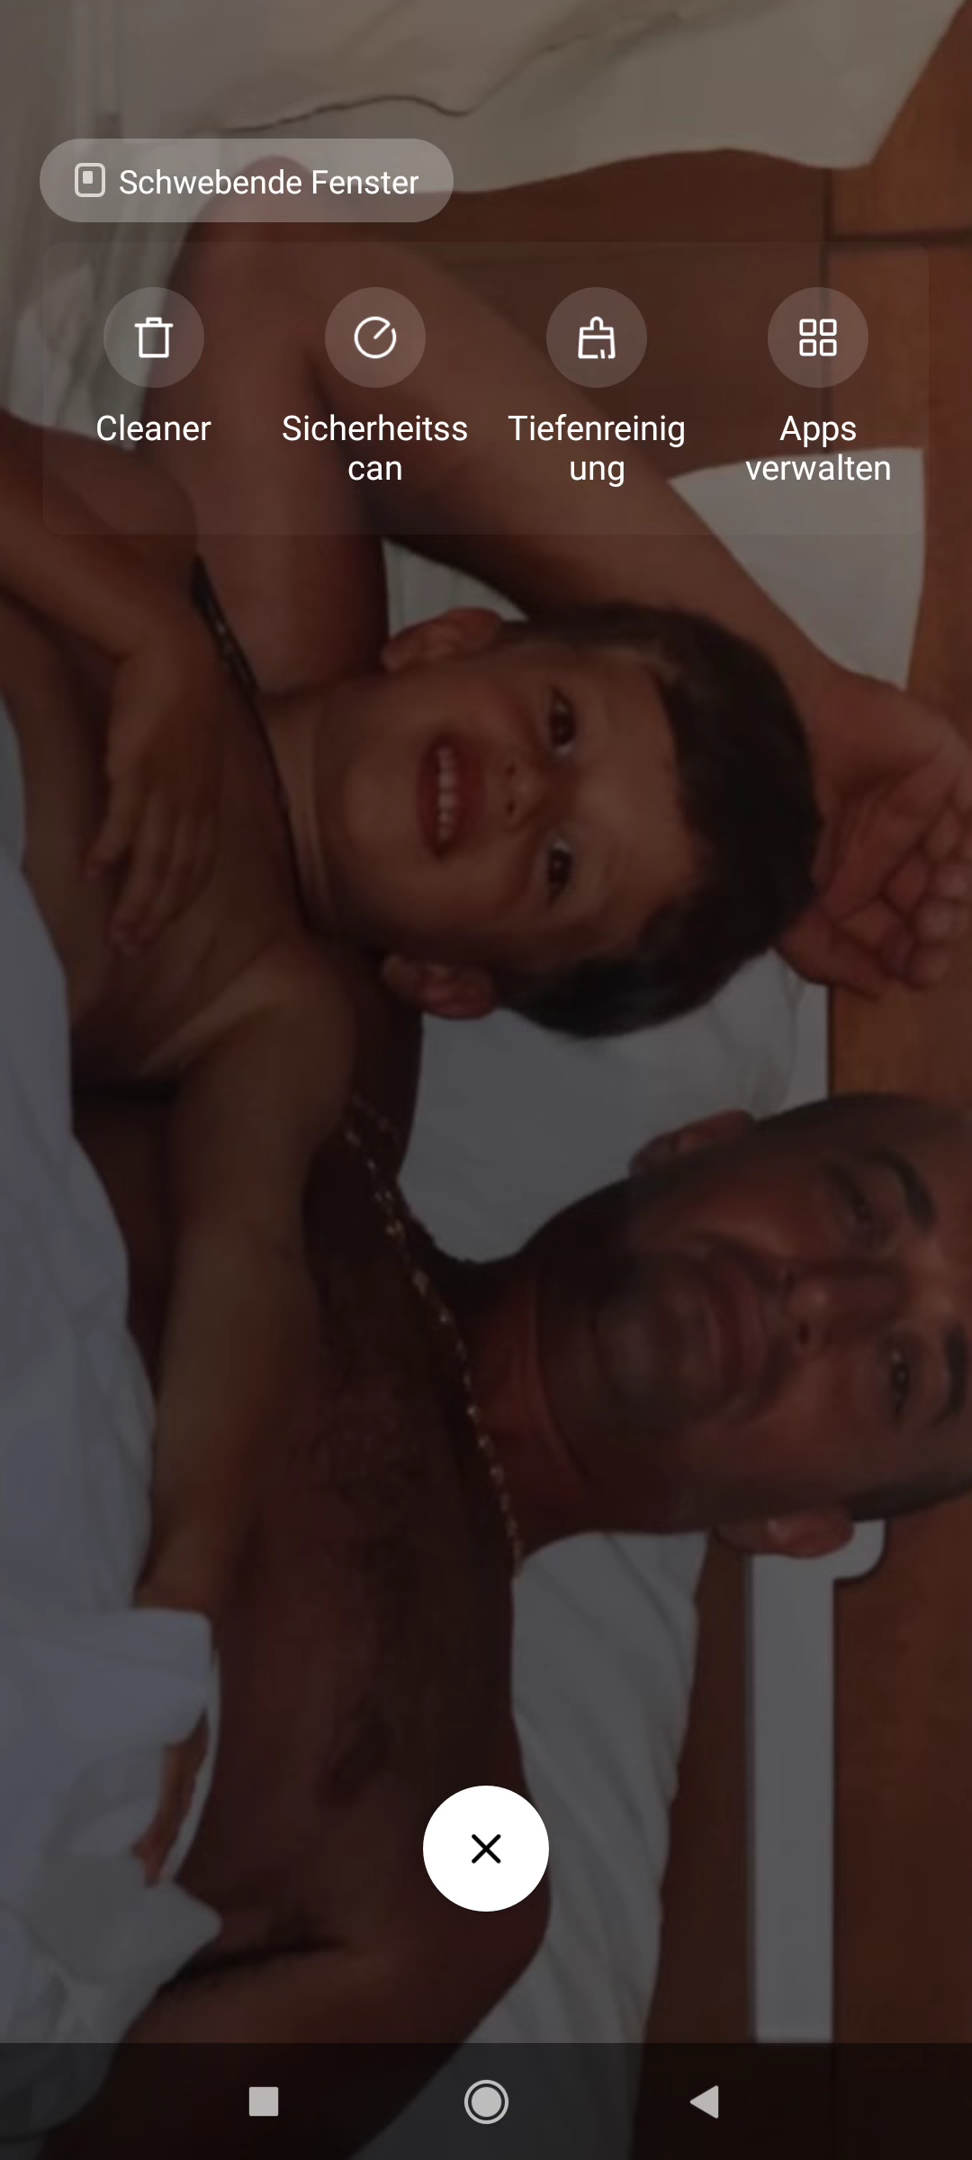 Schwebende Fenster
Cleaner
Sicherheitss
can
Tiefenreinig
ung
Apps
verwalten